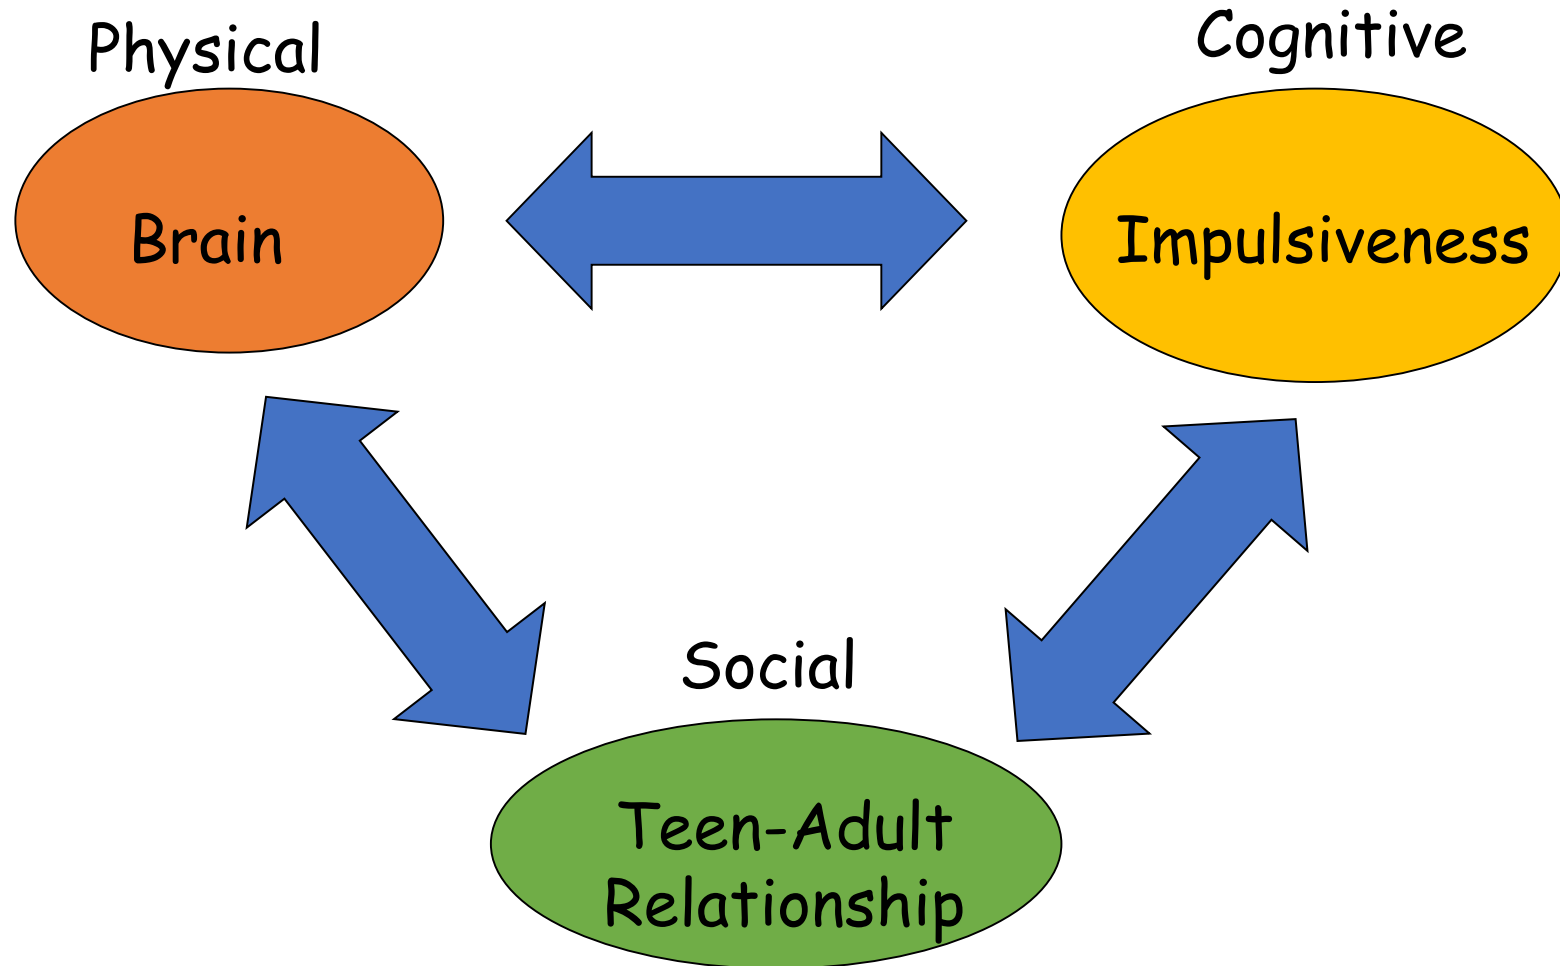 Physical
Cognitive
Brain
Impulsiveness
Social
Teen-Adult
Relationship